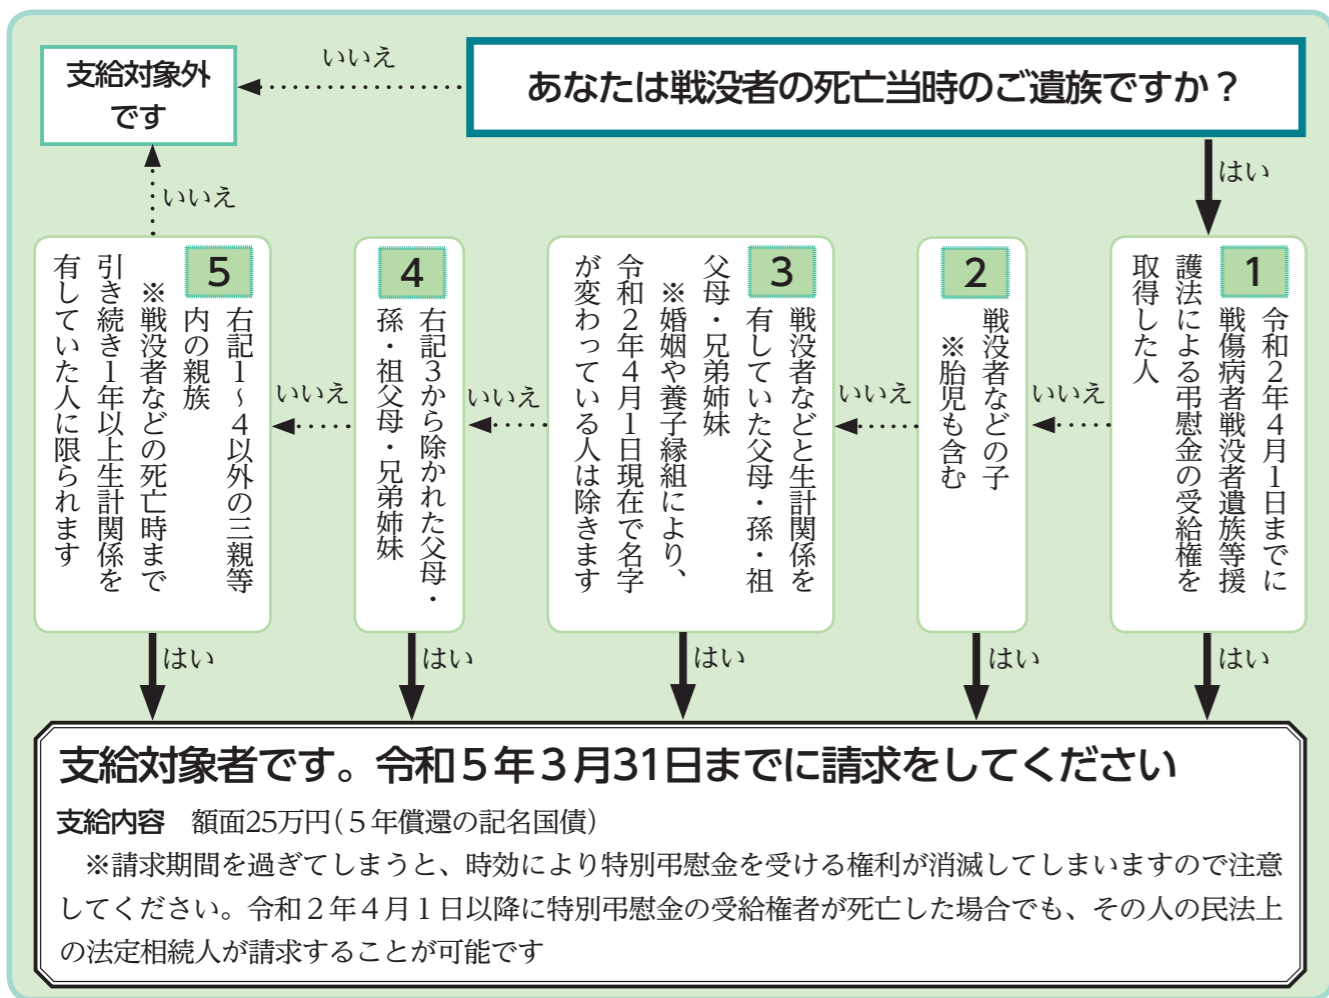 あなたは戦没者の死亡当時のご遺族ですか？
いいえ
支給対象外
です
はい
1
令和２年４月１日までに
戦傷病者戦没者遺族等援
護法による弔慰金の受給権を
取得した人
いいえ
はい
2
戦没者などの子
※胎児も含む
いいえ
はい
3
戦没者などと生計関係を
有していた父母・孫・祖
父母・兄弟姉妹
※婚姻や養子縁組により、
令和２年４月１日現在で名字
が変わっている人は除きます
いいえ
はい
4
右記３から除かれた父母・
孫・祖父母・兄弟姉妹
いいえ
はい
5
右記１～４以外の三親等
内の親族
※戦没者などの死亡時まで
引き続き１年以上生計関係を
有していた人に限られます
いいえ
はい
支給対象者です。令和５年３月31日までに請求をしてください
支給内容　額面25万円（５年償還の記名国債）
※請求期間を過ぎてしまうと、時効により特別弔慰金を受ける権利が消滅してしまいますので注意
してください。令和２年４月１日以降に特別弔慰金の受給権者が死亡した場合でも、その人の民法上
の法定相続人が請求することが可能です